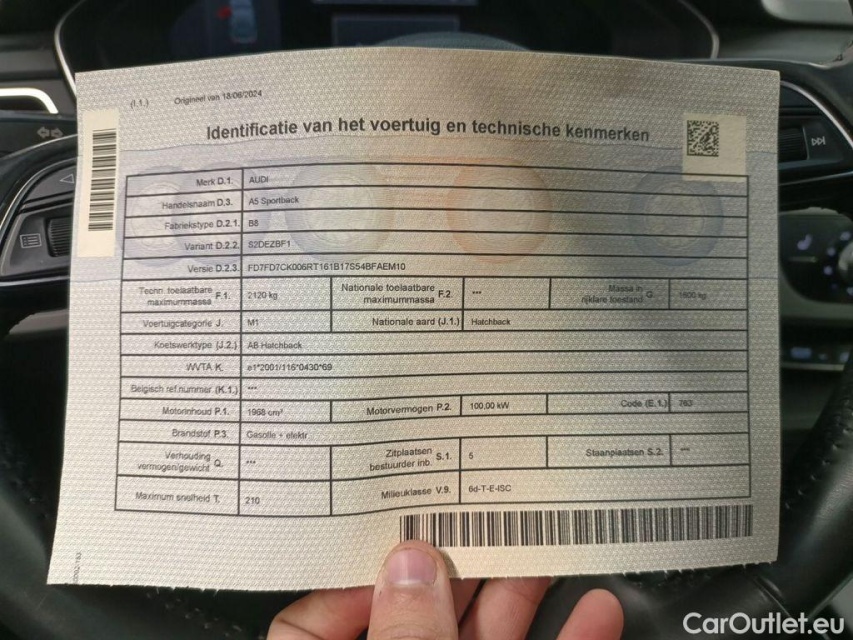 (I.1.) Origineel van 18/06/2024
Identificatie van het voertuig en technische kenmerken
Merk D.1. AUDI
Handelsnaam D.3. A5 Sportback
Fabriekstype D.2.1. B8
Variant D.2.2. S2DEZBF1
Versie D.2.3. FD7FD7CK006RT161B17S54BFAEM10
Techn. toelaatbare maximummassa F.1. 2120 kg Nationale toelaatbare maximummassa F.2. --- Massa in rijklare toestand G.
Voertuigcategorie J. M1 Nationale aard (J.1.) Hatchback
Koetswerktype (J.2.) AB Hatchback
WVTA K. e1*2001/116*0430*69
Belgisch ref.nummer (K.1.) ---
Motorinhoud P.1. 1968 cm³ Motorvermogen P.2. 100,00 kW Code (E.1.) 763
Brandstof P.3. Gasolie + elektr.
Verhouding vermogen/gewicht Q. --- Zitplaatsen bestuurder inb. S.1. 5 Staanplaatsen S.2. ---
Maximum snelheid T. 210 Milieuklasse V.9. 6d-T-E-ISC
CarOutlet.eu